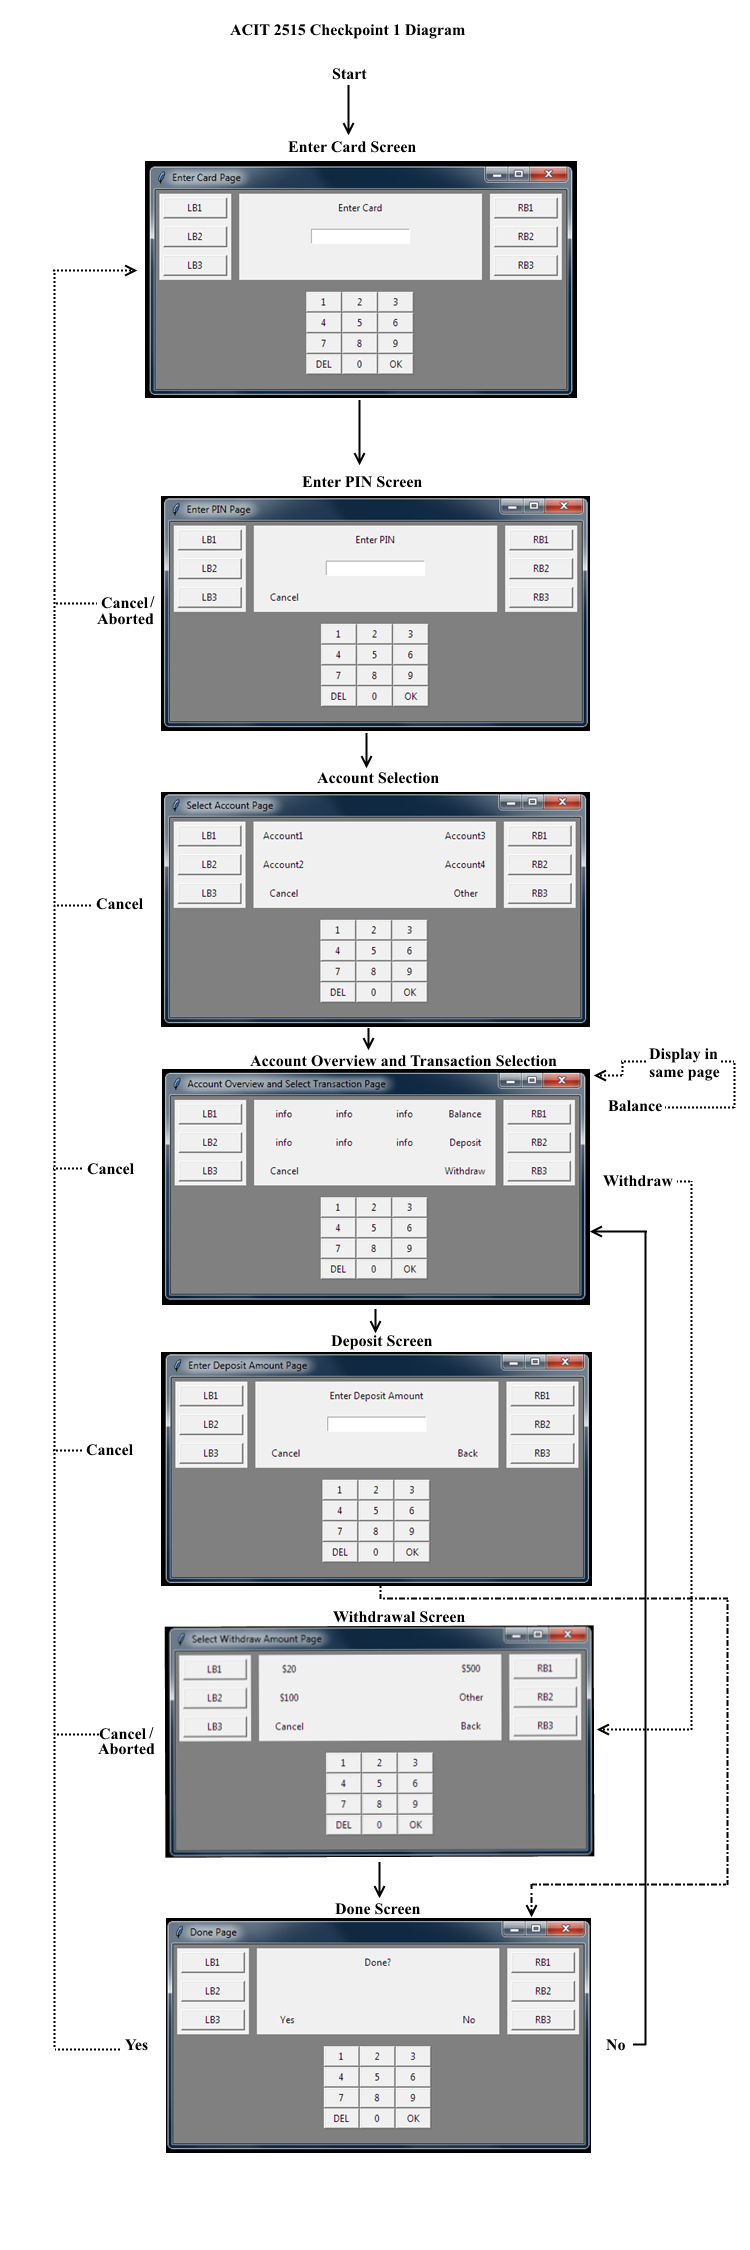 ACIT 2515 Checkpoint 1 Diagram
Start
Enter Card Screen
Enter Card Page
LB1 Enter Card RB1
LB2 RB2
LB3 RB3
1 2 3
4 5 6
7 8 9
DEL 0 OK
Enter PIN Screen
Enter PIN Page
LB1 Enter PIN RB1
LB2 RB2
LB3 Cancel RB3
Cancel/
Aborted
1 2 3
4 5 6
7 8 9
DEL 0 OK
Account Selection
Select Account Page
LB1 Account1 Account3 RB1
LB2 Account2 Account4 RB2
LB3 Cancel Other RB3
Cancel
1 2 3
4 5 6
7 8 9
DEL 0 OK
Account Overview and Transaction Selection
Display in
same page
Account Overview and Select Transaction Page
Balance
LB1 info info info Balance RB1
LB2 info info info Deposit RB2
LB3 Cancel Withdraw RB3
Cancel
Withdraw
1 2 3
4 5 6
7 8 9
DEL 0 OK
Deposit Screen
Enter Deposit Amount Page
LB1 Enter Deposit Amount RB1
LB2 RB2
LB3 Cancel Back RB3
Cancel
1 2 3
4 5 6
7 8 9
DEL 0 OK
Withdrawal Screen
Select Withdraw Amount Page
LB1 $20 $500 RB1
LB2 $100 Other RB2
LB3 Cancel Back RB3
Cancel/
Aborted
1 2 3
4 5 6
7 8 9
DEL 0 OK
Done Screen
Done Page
LB1 Done? RB1
LB2 RB2
LB3 Yes No RB3
Yes
No
1 2 3
4 5 6
7 8 9
DEL 0 OK